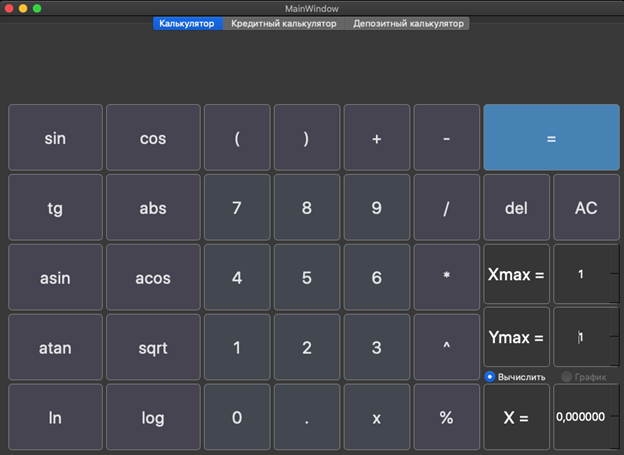 MainWindow
Калькулятор Кредитный калькулятор Депозитный калькулятор
sin cos ( ) + - =
tg abs 7 8 9 / del AC
asin acos 4 5 6 * Xmax = 1
atan sqrt 1 2 3 ^ Ymax = 1
Вычислить График
ln log 0 . x % X = 0,000000